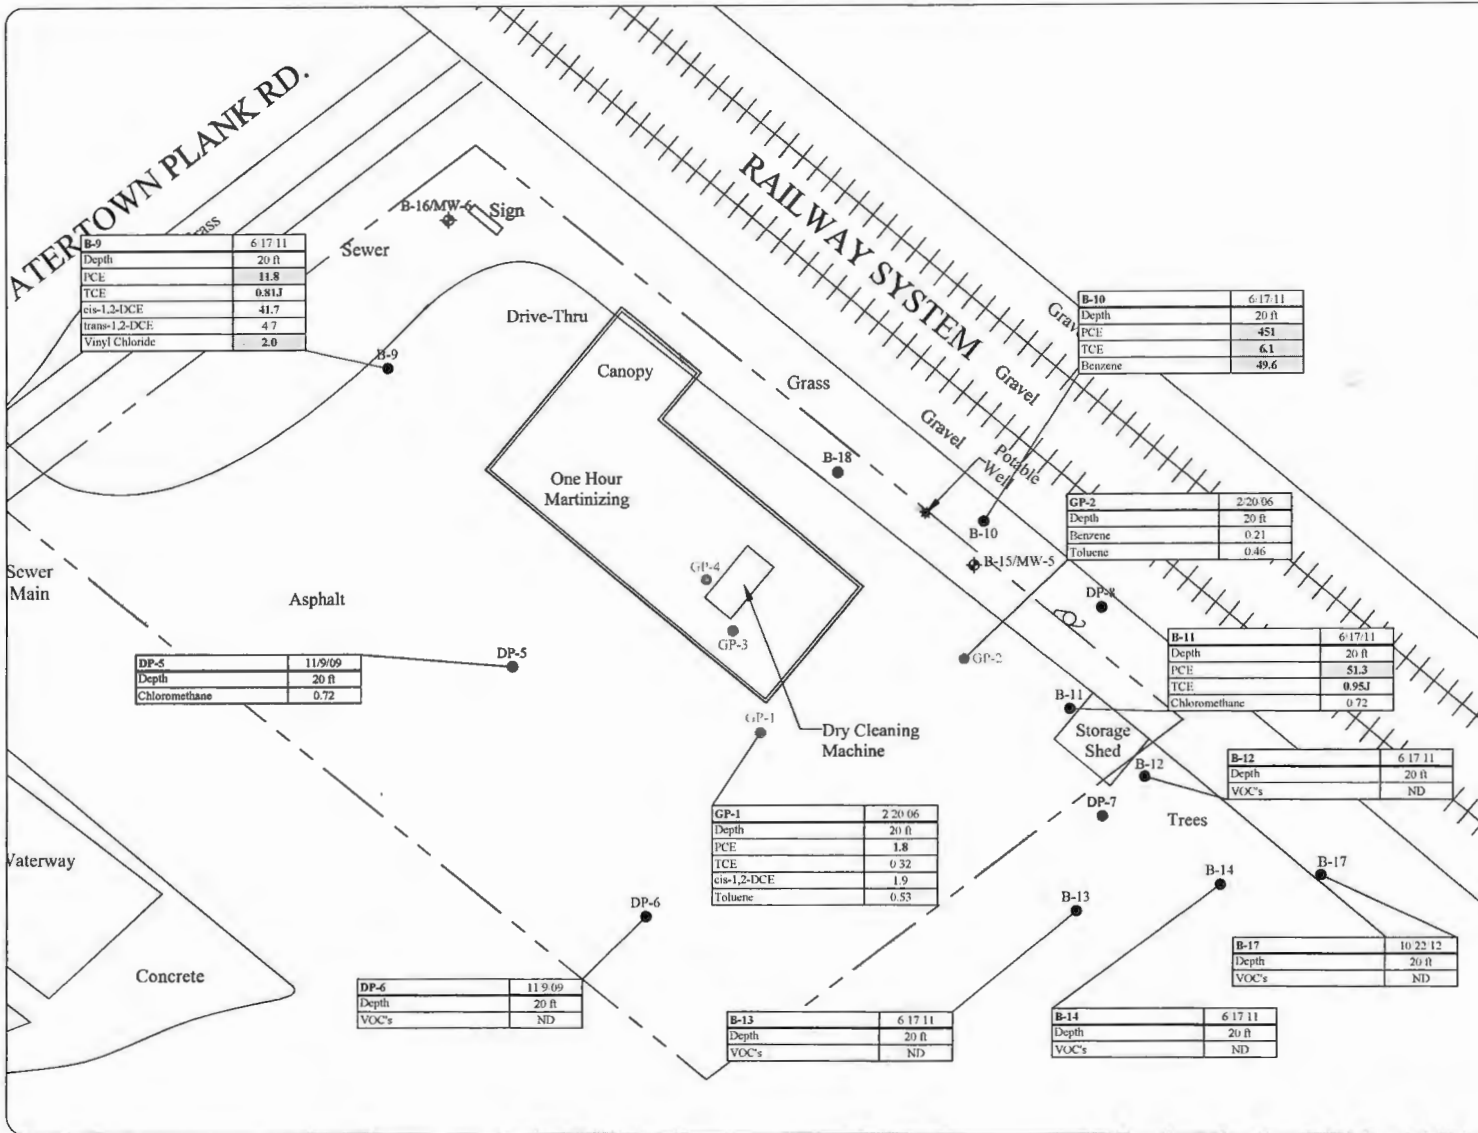 ATERTOWN PLANK RD.
RAILWAY SYSTEM
B-16/MW-6
Sign
Sewer
B-9 6 17 11
Depth 20 ft
PCE 11.8
TCE 0.81J
cis-1,2-DCE 41.7
trans-1,2-DCE 4.7
Vinyl Chloride 2.0
B-9
Drive-Thru
Canopy
Grass
Gravel
Gravel
B-10 6/17/11
Depth 20 ft
PCE 451
TCE 6.1
Benzene 49.6
One Hour
Martinizing
B-18
Potable
Well
B-10
B-15/MW-5
GP-2 2/20/06
Depth 20 ft
Benzene 0.21
Toluene 0.46
Sewer
Main
Asphalt
GP-4
GP-3
DP-8
GP-2
DP-5
DP-5 11/9/09
Depth 20 ft
Chloromethane 0.72
B-11 6/17/11
Depth 20 ft
PCE 51.3
TCE 0.95J
Chloromethane 0.72
B-11
Storage
Shed
GP-1
Dry Cleaning
Machine
B-12
B-12 6 17 11
Depth 20 ft
VOC's ND
DP-7
Trees
GP-1 2 20 06
Depth 20 ft
PCE 1.8
TCE 0.32
cis-1,2-DCE 1.9
Toluene 0.53
Vaterway
B-14
B-17
B-13
DP-6
Concrete
B-17 10 22 12
Depth 20 ft
VOC's ND
DP-6 11 9 09
Depth 20 ft
VOC's ND
B-13 6 17 11
Depth 20 ft
VOC's ND
B-14 6 17 11
Depth 20 ft
VOC's ND